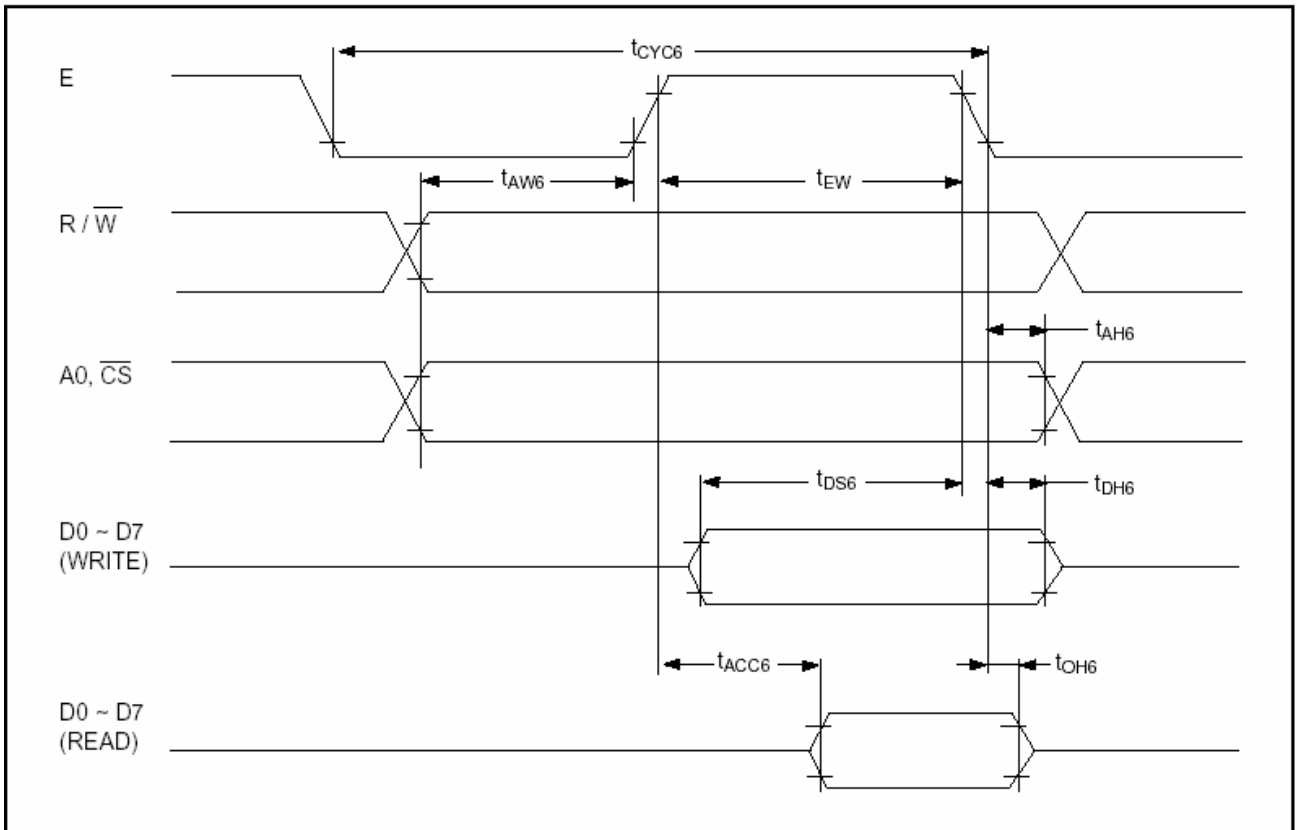 tCYC6
E
tAW6
tEW
R / W
tAH6
A0, CS
tDS6
tDH6
D0 ~ D7
(WRITE)
tACC6
tOH6
D0 ~ D7
(READ)